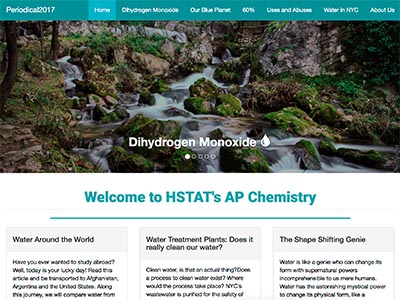 Periodical2017 Home Dihydrogen Monoxide Our Blue Planet 60% Uses and Abuses Water in NYC About Us
Dihydrogen Monoxide
Welcome to HSTAT's AP Chemistry
Water Around the World
Have you ever wanted to study abroad?
Well, today is your lucky day! Read this
article and be transported to Afghanistan,
Argentina and the United States. Along
this journey, we will compare water from
Water Treatment Plants: Does it
really clean our water?
Clean water, is that an actual thing?Does
a process to clean water exist? Where
would the process take place? NYC's
wastewater is purified for the safety of
The Shape Shifting Genie
Water is like a genie who can change its
form with supernatural powers
incomprehensible to us mere humans.
Water has the astonishing mystical power
to change its physical form, like a